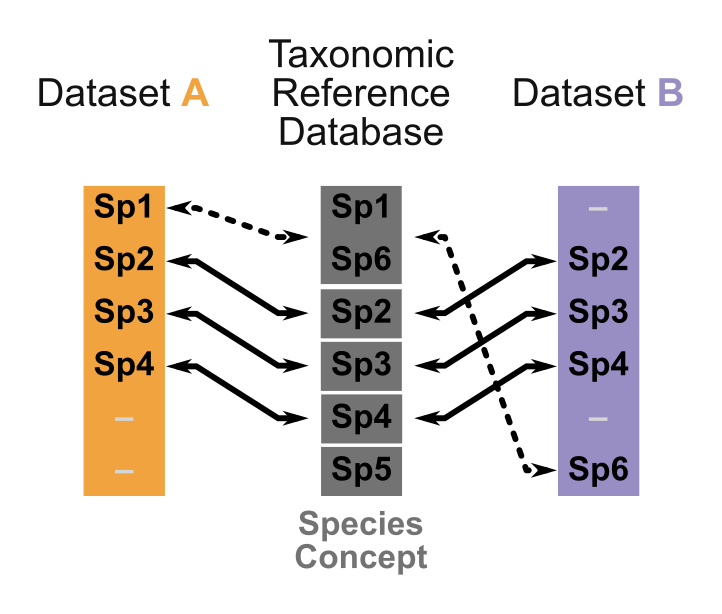 Taxonomic
Reference
Database
Dataset A
Dataset B
Sp1
Sp2
Sp3
Sp4
–
–
Sp1
Sp6
Sp2
Sp3
Sp4
Sp5
–
Sp2
Sp3
Sp4
–
Sp6
Species
Concept